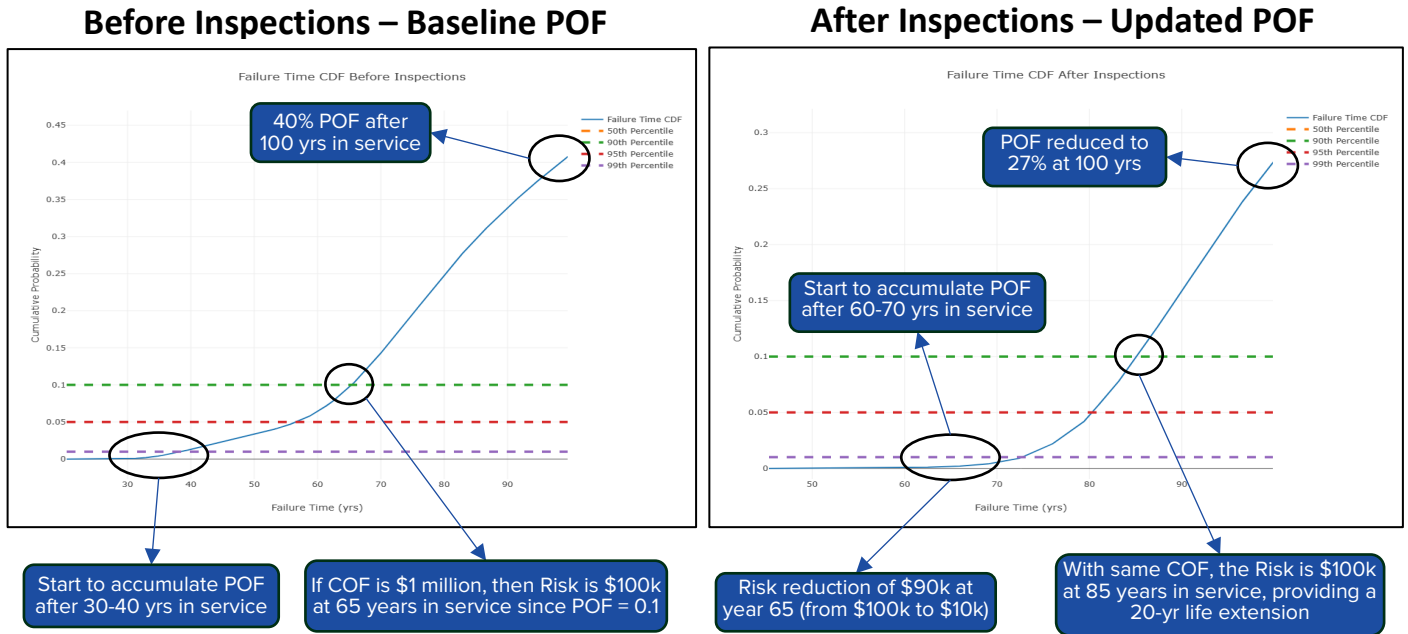 Before Inspections – Baseline POF
Failure Time CDF Before Inspections
40% POF after
100 yrs in service
Failure Time CDF
50th Percentile
90th Percentile
95th Percentile
99th Percentile
Cumulative Probability
0.45
0.4
0.35
0.3
0.25
0.2
0.15
0.1
0.05
0
30
40
50
60
70
80
90
Failure Time (yrs)
Start to accumulate POF
after 30-40 yrs in service
If COF is $1 million, then Risk is $100k
at 65 years in service since POF = 0.1
After Inspections – Updated POF
Failure Time CDF After Inspections
POF reduced to
27% at 100 yrs
Failure Time CDF
50th Percentile
90th Percentile
95th Percentile
99th Percentile
Start to accumulate POF
after 60-70 yrs in service
Cumulative Probability
0.3
0.25
0.2
0.15
0.1
0.05
0
50
60
70
80
90
Failure Time (yrs)
Risk reduction of $90k at
year 65 (from $100k to $10k)
With same COF, the Risk is $100k
at 85 years in service, providing a
20-yr life extension